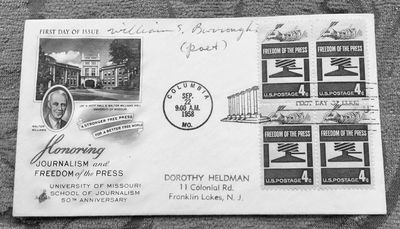 FIRST DAY OF ISSUE
William S. Burroughs
(poet)
JAY H. NEFF HALL & WALTER WILLIAMS HALL
UNIVERSITY OF MISSOURI
WALTER
WILLIAMS
A STRONGER FREE PRESS
FOR A BETTER FREE WORLD
Honoring
JOURNALISM and
FREEDOM of the PRESS
UNIVERSITY OF MISSOURI
SCHOOL OF JOURNALISM
50TH ANNIVERSARY
COLUMBIA
SEP.
22
9:00 A.M.
1958
MO.
FREEDOM OF THE PRESS
U.S. POSTAGE 4¢
FREEDOM OF THE PRESS
U.S. POSTAGE 4¢
FIRST DAY OF ISSUE
FREEDOM OF THE PRESS
U.S. POSTAGE 4¢
FREEDOM OF THE PRESS
U.S. POSTAGE 4¢
DOROTHY HELDMAN
11 Colonial Rd.
Franklin Lakes, N. J.